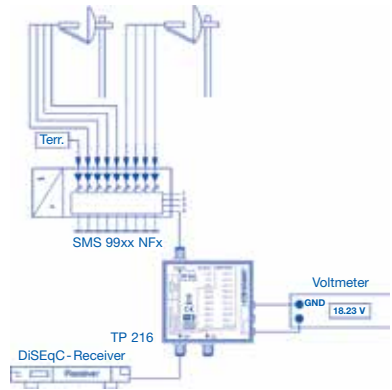 Terr.
SMS 99xx NFx
Voltmeter
GND
18.23 V
TP 216
DiSEqC - Receiver
Receiver